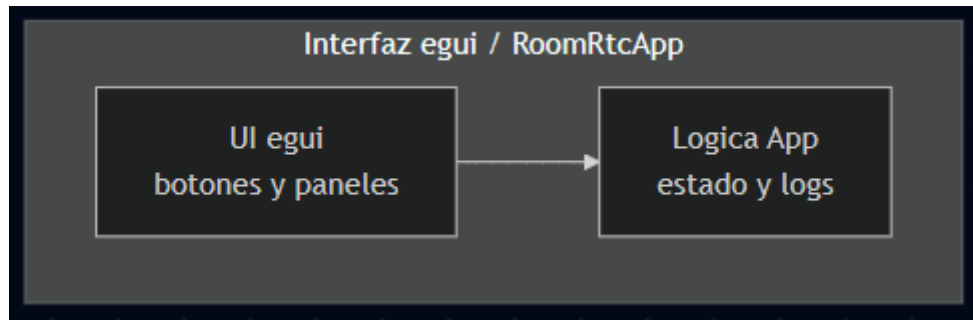 Interfaz egui / RoomRtcApp
UI egui
botones y paneles
Logica App
estado y logs